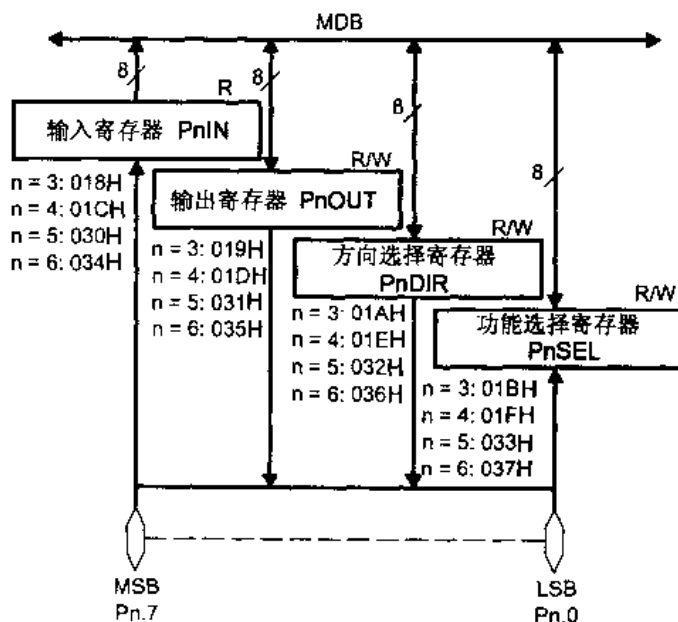 MDB
8
8
8
8
R
输入寄存器 PnIN
n = 3: 018H
n = 4: 01CH
n = 5: 030H
n = 6: 034H
R/W
输出寄存器 PnOUT
n = 3: 019H
n = 4: 01DH
n = 5: 031H
n = 6: 035H
R/W
方向选择寄存器
PnDIR
n = 3: 01AH
n = 4: 01EH
n = 5: 032H
n = 6: 036H
R/W
功能选择寄存器
PnSEL
n = 3: 01BH
n = 4: 01FH
n = 5: 033H
n = 6: 037H
MSB
Pn.7
LSB
Pn.0